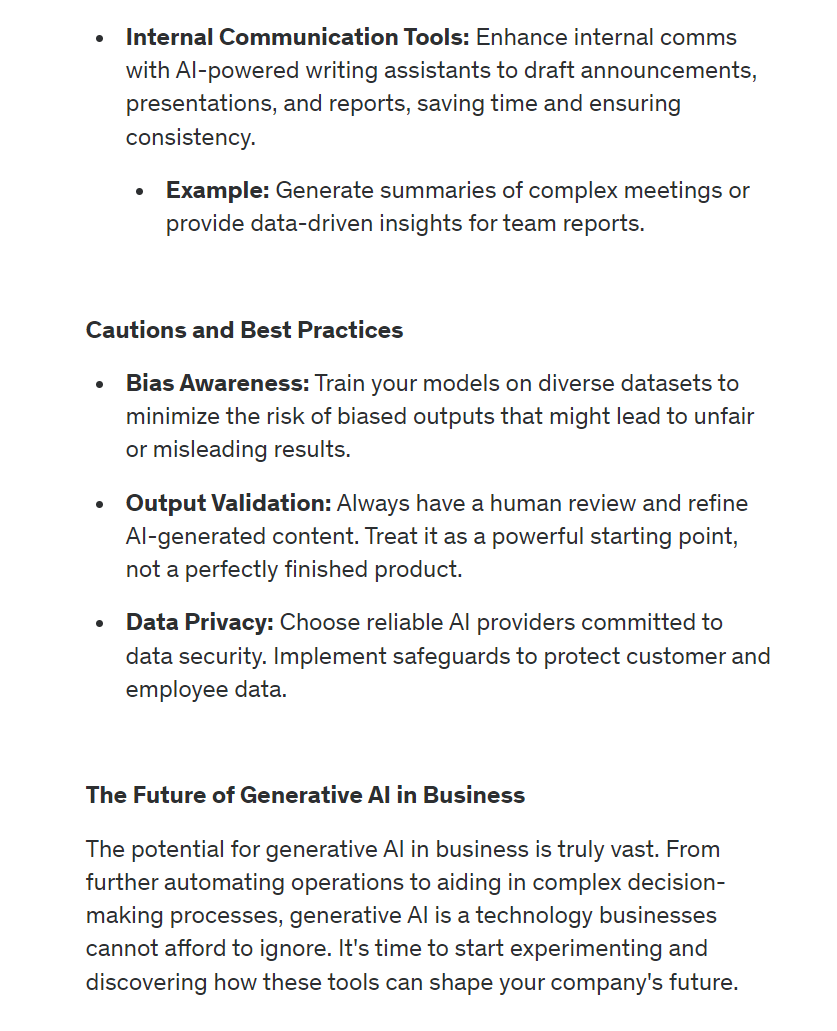 Internal Communication Tools: Enhance internal comms
with AI-powered writing assistants to draft announcements,
presentations, and reports, saving time and ensuring
consistency.
Example: Generate summaries of complex meetings or
provide data-driven insights for team reports.
Cautions and Best Practices
Bias Awareness: Train your models on diverse datasets to
minimize the risk of biased outputs that might lead to unfair
or misleading results.
Output Validation: Always have a human review and refine
AI-generated content. Treat it as a powerful starting point,
not a perfectly finished product.
Data Privacy: Choose reliable AI providers committed to
data security. Implement safeguards to protect customer and
employee data.
The Future of Generative AI in Business
The potential for generative AI in business is truly vast. From
further automating operations to aiding in complex decision-
making processes, generative AI is a technology businesses
cannot afford to ignore. It's time to start experimenting and
discovering how these tools can shape your company's future.